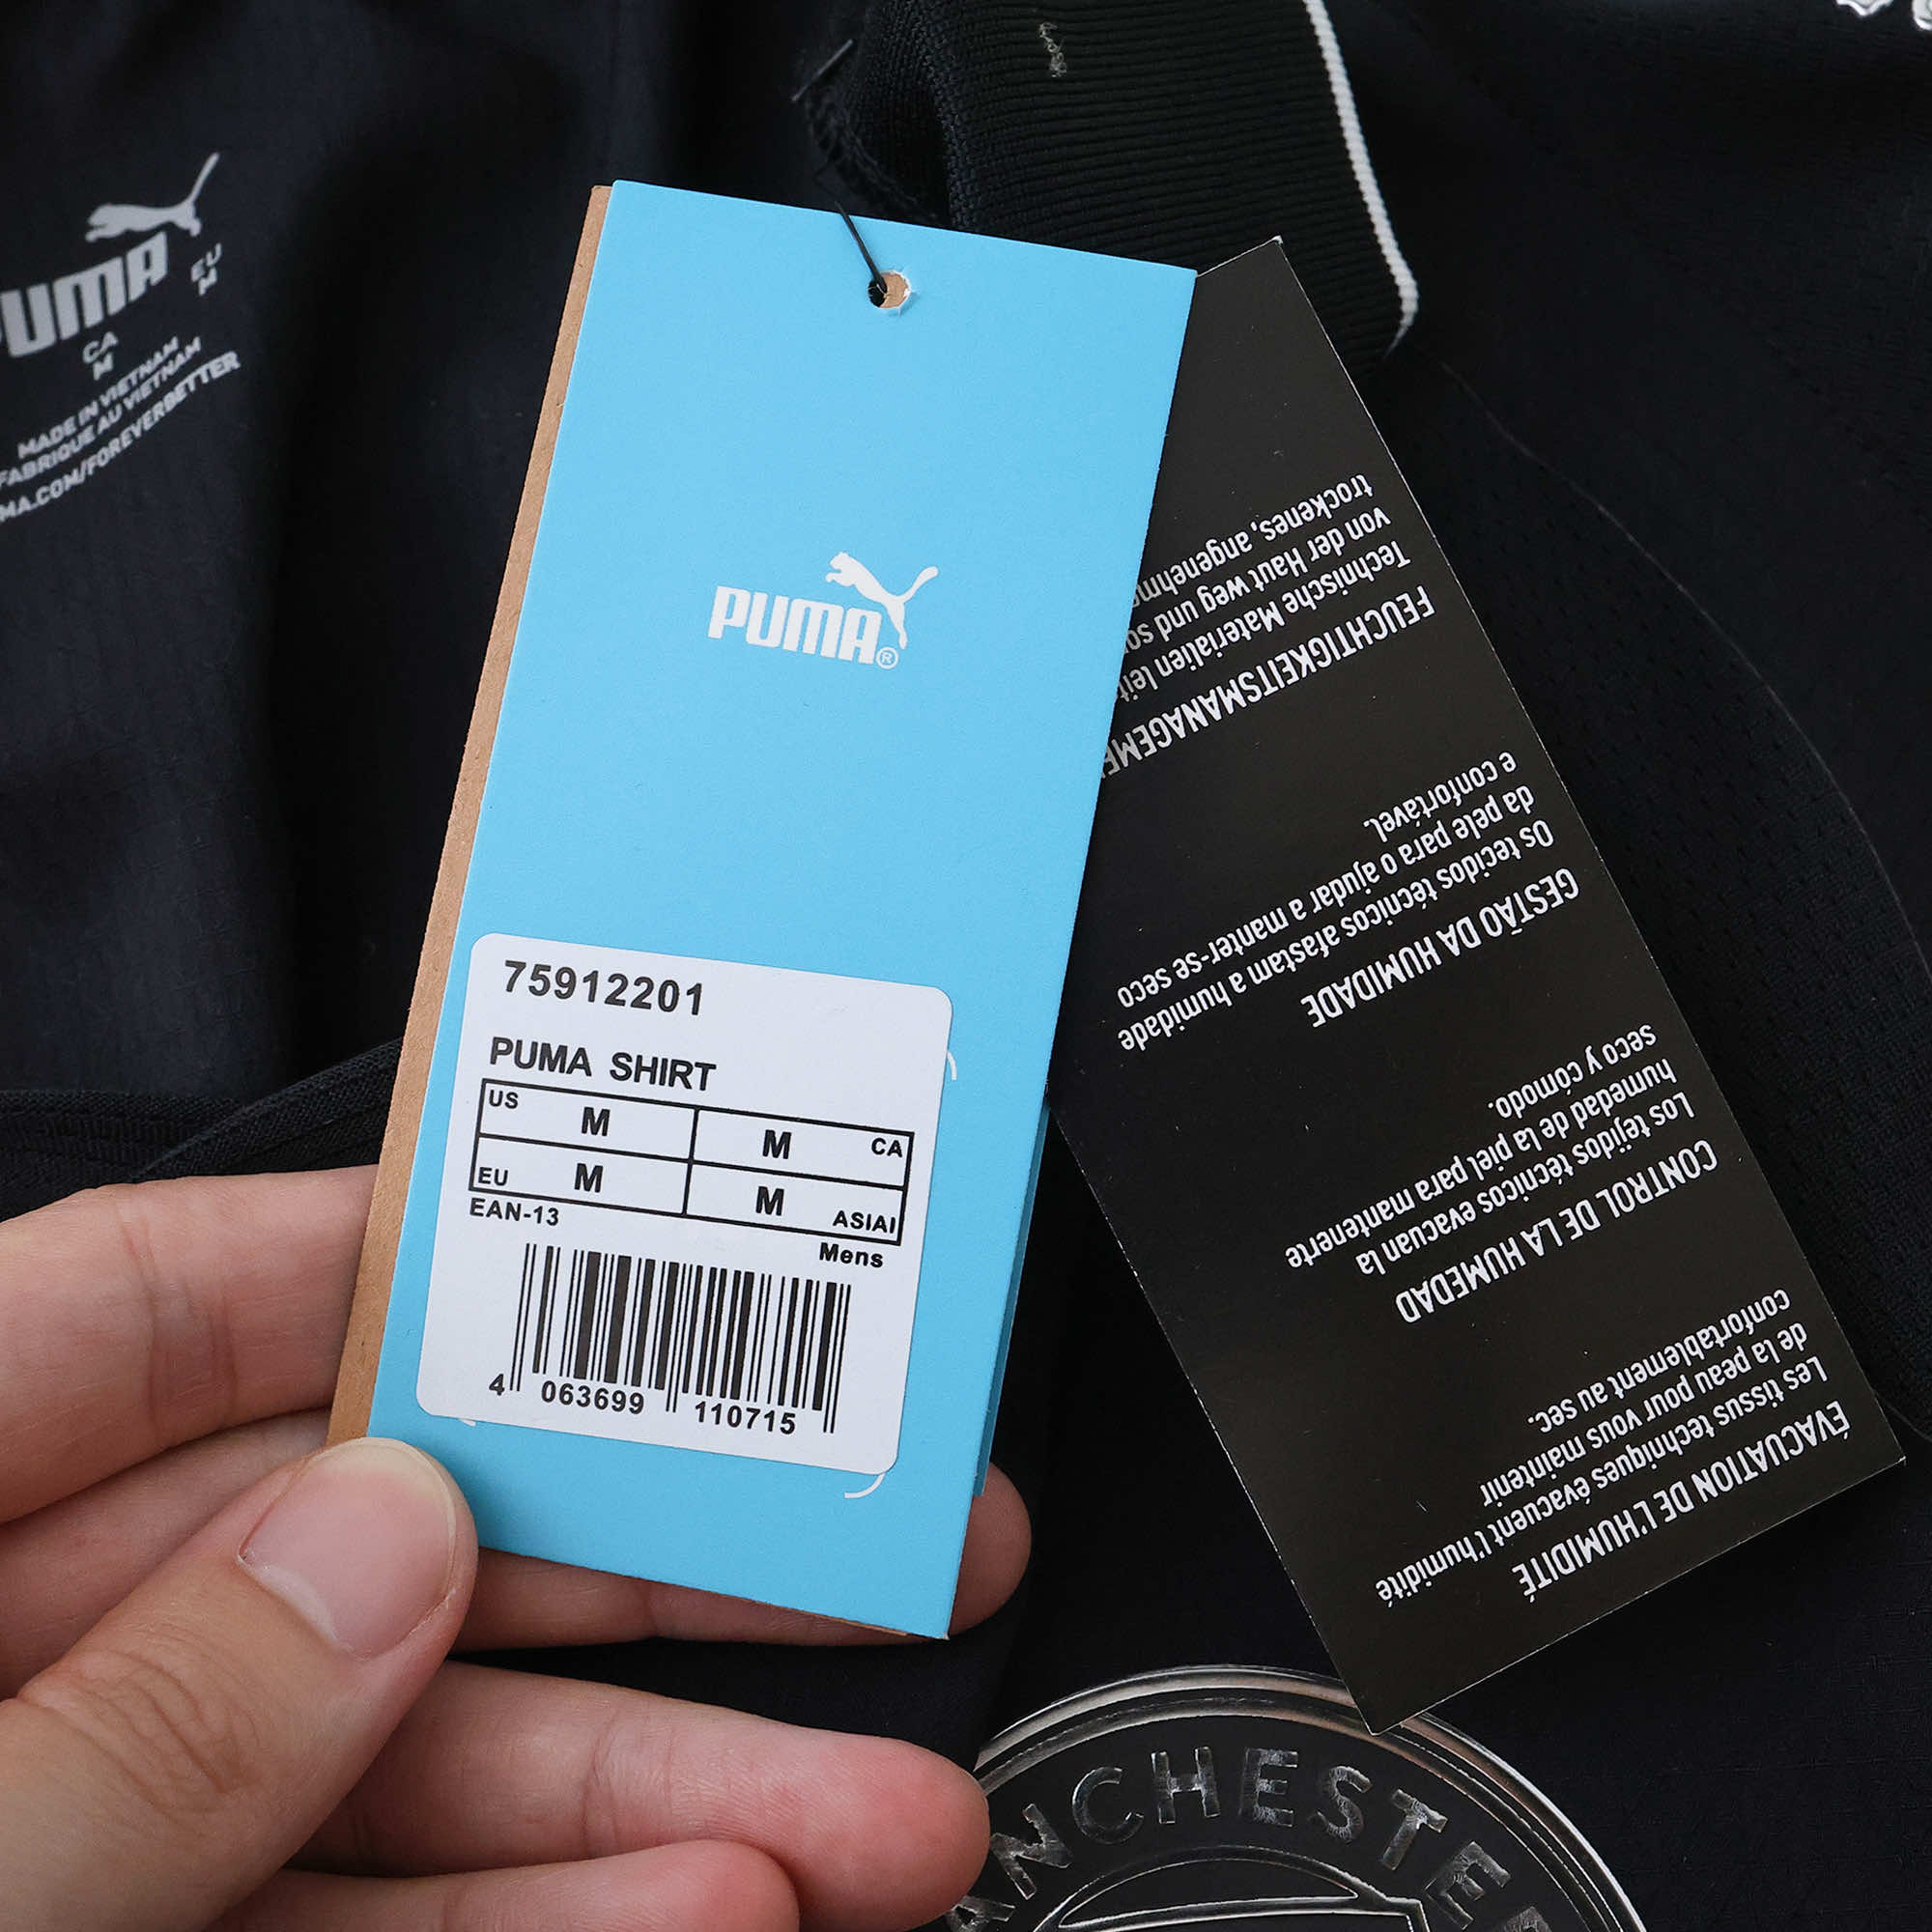 PUMA
EU
M
CA
M
MADE IN VIETNAM
FABRIQUE AU VIETNAM
MA.COM/FOREVERBETTER
PUMA®
75912201
PUMA SHIRT
US M M CA
EU M M ASIAI
EAN-13
Mens
4 063699 110715
ÉVACUATION DE L'HUMIDITÉ
Les tissus techniques évacuent l'humidité
de la peau pour vous maintenir
confortablement au sec.
CONTROL DE LA HUMEDAD
Los tejidos técnicos evacuan la
humedad de la piel para mantenerte
seco y cómodo.
GESTÃO DA HUMIDADE
Os tecidos técnicos afastam a humidade
da pele para o ajudar a manter-se seco
e confortável.
FEUCHTIGKEITSMANAGEME
Technische Materialien leit
von der Haut weg und so
trockenes, angenehm
ANCHESTE